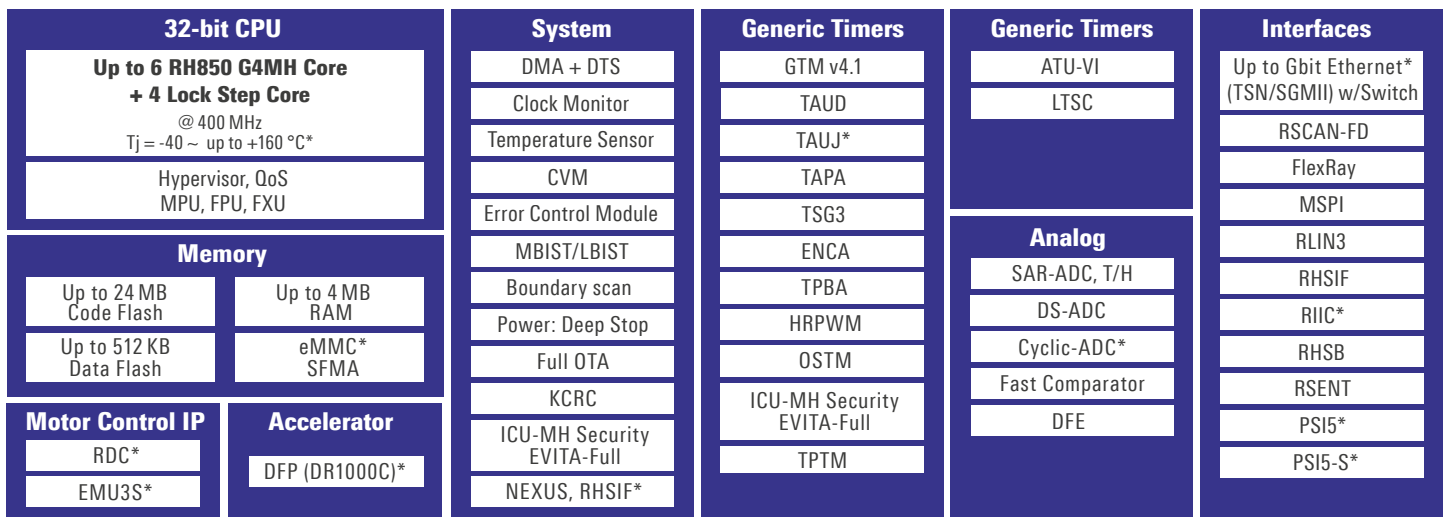 32-bit CPU
Up to 6 RH850 G4MH Core
+ 4 Lock Step Core
@ 400 MHz
Tj = -40 ~ up to +160 °C*
Hypervisor, QoS
MPU, FPU, FXU
Memory
Up to 24 MB
Code Flash
Up to 4 MB
RAM
Up to 512 KB
Data Flash
eMMC*
SFMA
Motor Control IP
RDC*
EMU3S*
Accelerator
DFP (DR1000C)*
System
DMA + DTS
Clock Monitor
Temperature Sensor
CVM
Error Control Module
MBIST/LBIST
Boundary scan
Power: Deep Stop
Full OTA
KCRC
ICU-MH Security
EVITA-Full
NEXUS, RHSIF*
Generic Timers
GTM v4.1
TAUD
TAUJ*
TAPA
TSG3
ENCA
TPBA
HRPWM
OSTM
ICU-MH Security
EVITA-Full
TPTM
Generic Timers
ATU-VI
LTSC
Analog
SAR-ADC, T/H
DS-ADC
Cyclic-ADC*
Fast Comparator
DFE
Interfaces
Up to Gbit Ethernet*
(TSN/SGMII) w/Switch
RSCAN-FD
FlexRay
MSPI
RLIN3
RHSIF
RIIC*
RHSB
RSENT
PSI5*
PSI5-S*